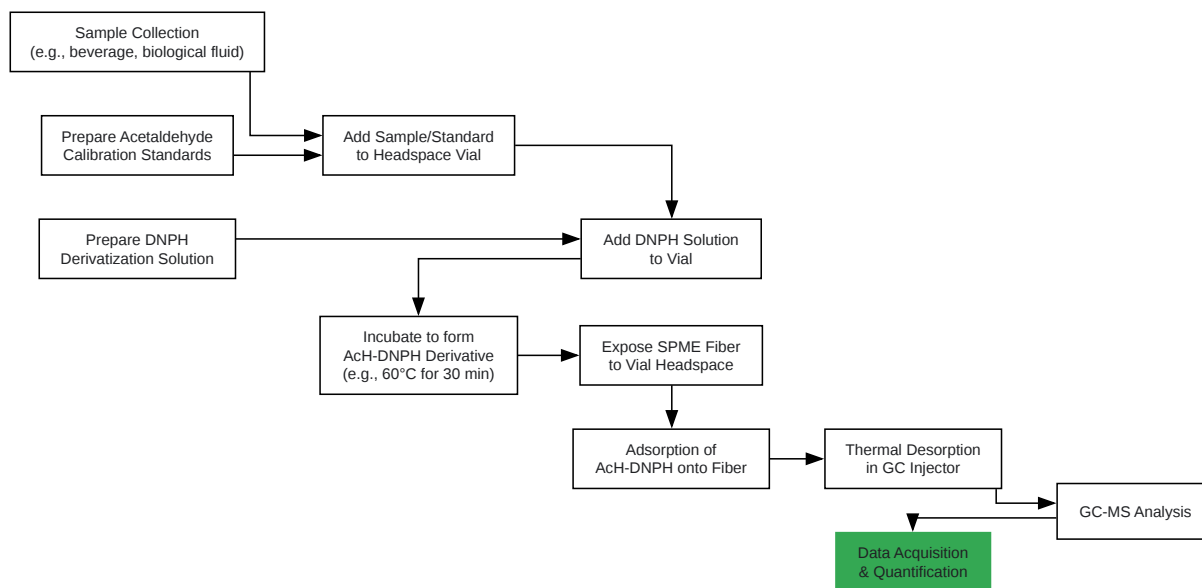 Sample Collection
(e.g., beverage, biological fluid)
Prepare Acetaldehyde
Calibration Standards
Add Sample/Standard
to Headspace Vial
Prepare DNPH
Derivatization Solution
Add DNPH Solution
to Vial
Incubate to form
AcH-DNPH Derivative
(e.g., 60°C for 30 min)
Expose SPME Fiber
to Vial Headspace
Adsorption of
AcH-DNPH onto Fiber
Thermal Desorption
in GC Injector
GC-MS Analysis
Data Acquisition
& Quantification